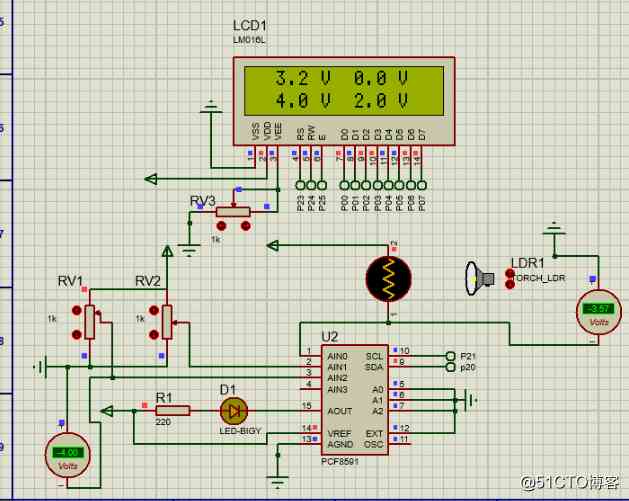 LCD1
LM016L
3.2 V 0.0 V
4.0 V 2.0 V
VSS VDD VEE RS RW E D0 D1 D2 D3 D4 D5 D6 D7
1 2 3 4 5 6 7 8 9 10 11 12 13 14
P23 P24 P25 P00 P01 P02 P03 P04 P05 P06 P07
RV3
1k
RV1 RV2
1k 1k
2
1
LDR1
TORCH_LDR
-3.57
Volts
U2
1 AIN0 SCL 10 P21
2 AIN1 SDA 9 p20
3 AIN2
4 AIN3 A0 5
A1 6
15 AOUT A2 7
14 VREF EXT 12
13 AGND OSC 11
PCF8591
R1
220
D1
LED-BIGY
-4.00
Volts
@51CTO博客